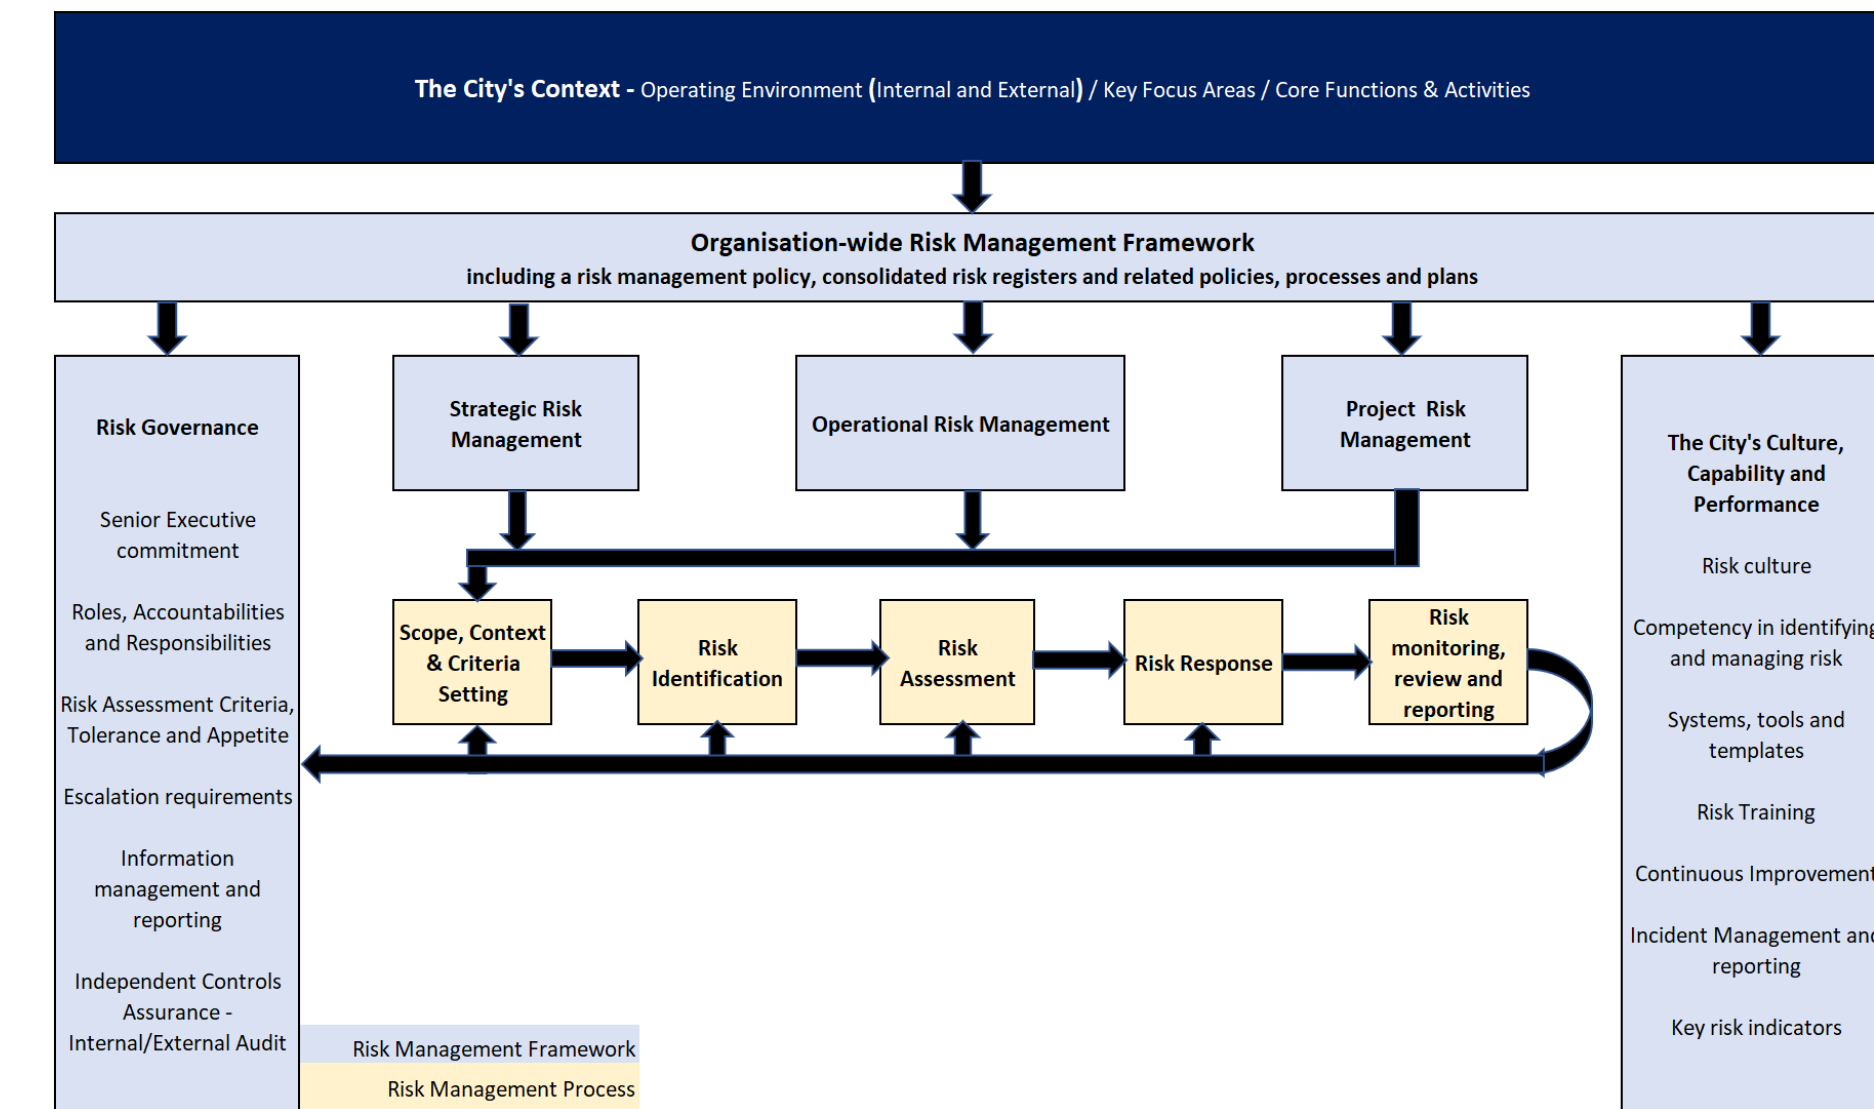 The City's Context - Operating Environment (Internal and External) / Key Focus Areas / Core Functions & Activities
Organisation-wide Risk Management Framework
including a risk management policy, consolidated risk registers and related policies, processes and plans
Risk Governance
Senior Executive
commitment
Roles, Accountabilities
and Responsibilities
Risk Assessment Criteria,
Tolerance and Appetite
Escalation requirements
Information
management and
reporting
Independent Controls
Assurance -
Internal/External Audit
Strategic Risk
Management
Operational Risk Management
Project  Risk
Management
Scope, Context
& Criteria
Setting
Risk
Identification
Risk
Assessment
Risk Response
Risk
monitoring,
review and
reporting
The City's Culture,
Capability and
Performance
Risk culture
Competency in identifying
and managing risk
Systems, tools and
templates
Risk Training
Continuous Improvement
Incident Management and
reporting
Key risk indicators
Risk Management Framework
Risk Management Process